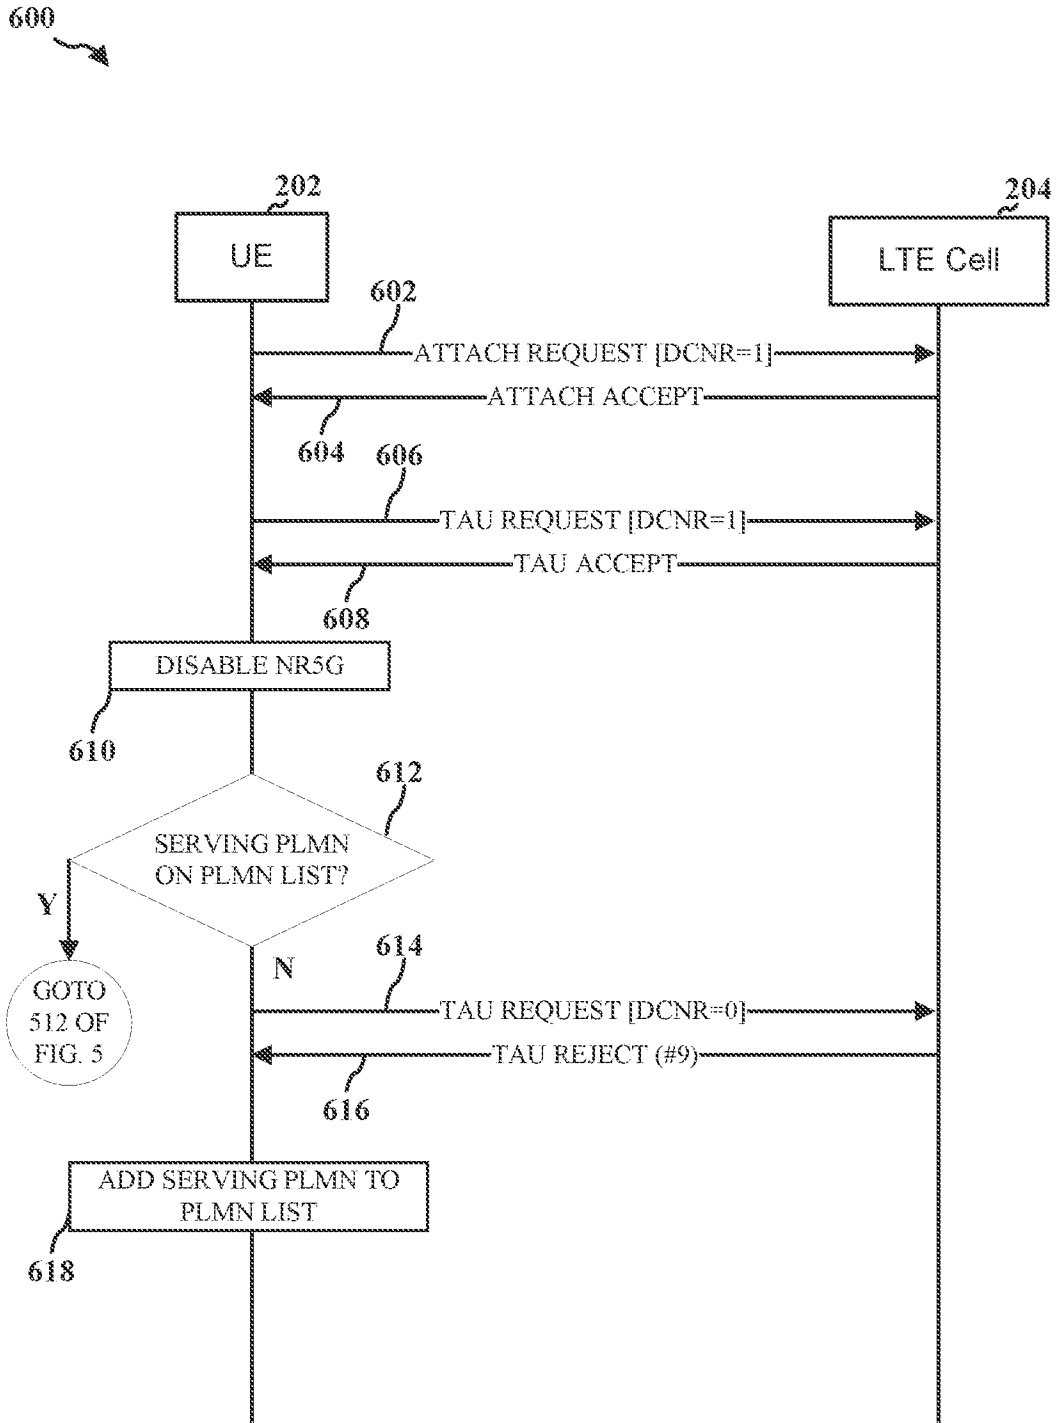 600
202
204
UE
LTE Cell
602
ATTACH REQUEST [DCNR=1]
ATTACH ACCEPT
604
606
TAU REQUEST [DCNR=1]
TAU ACCEPT
608
DISABLE NR5G
610
612
SERVING PLMN
ON PLMN LIST?
Y
N
614
GOTO
512 OF
FIG. 5
TAU REQUEST [DCNR=0]
TAU REJECT (#9)
616
ADD SERVING PLMN TO
PLMN LIST
618